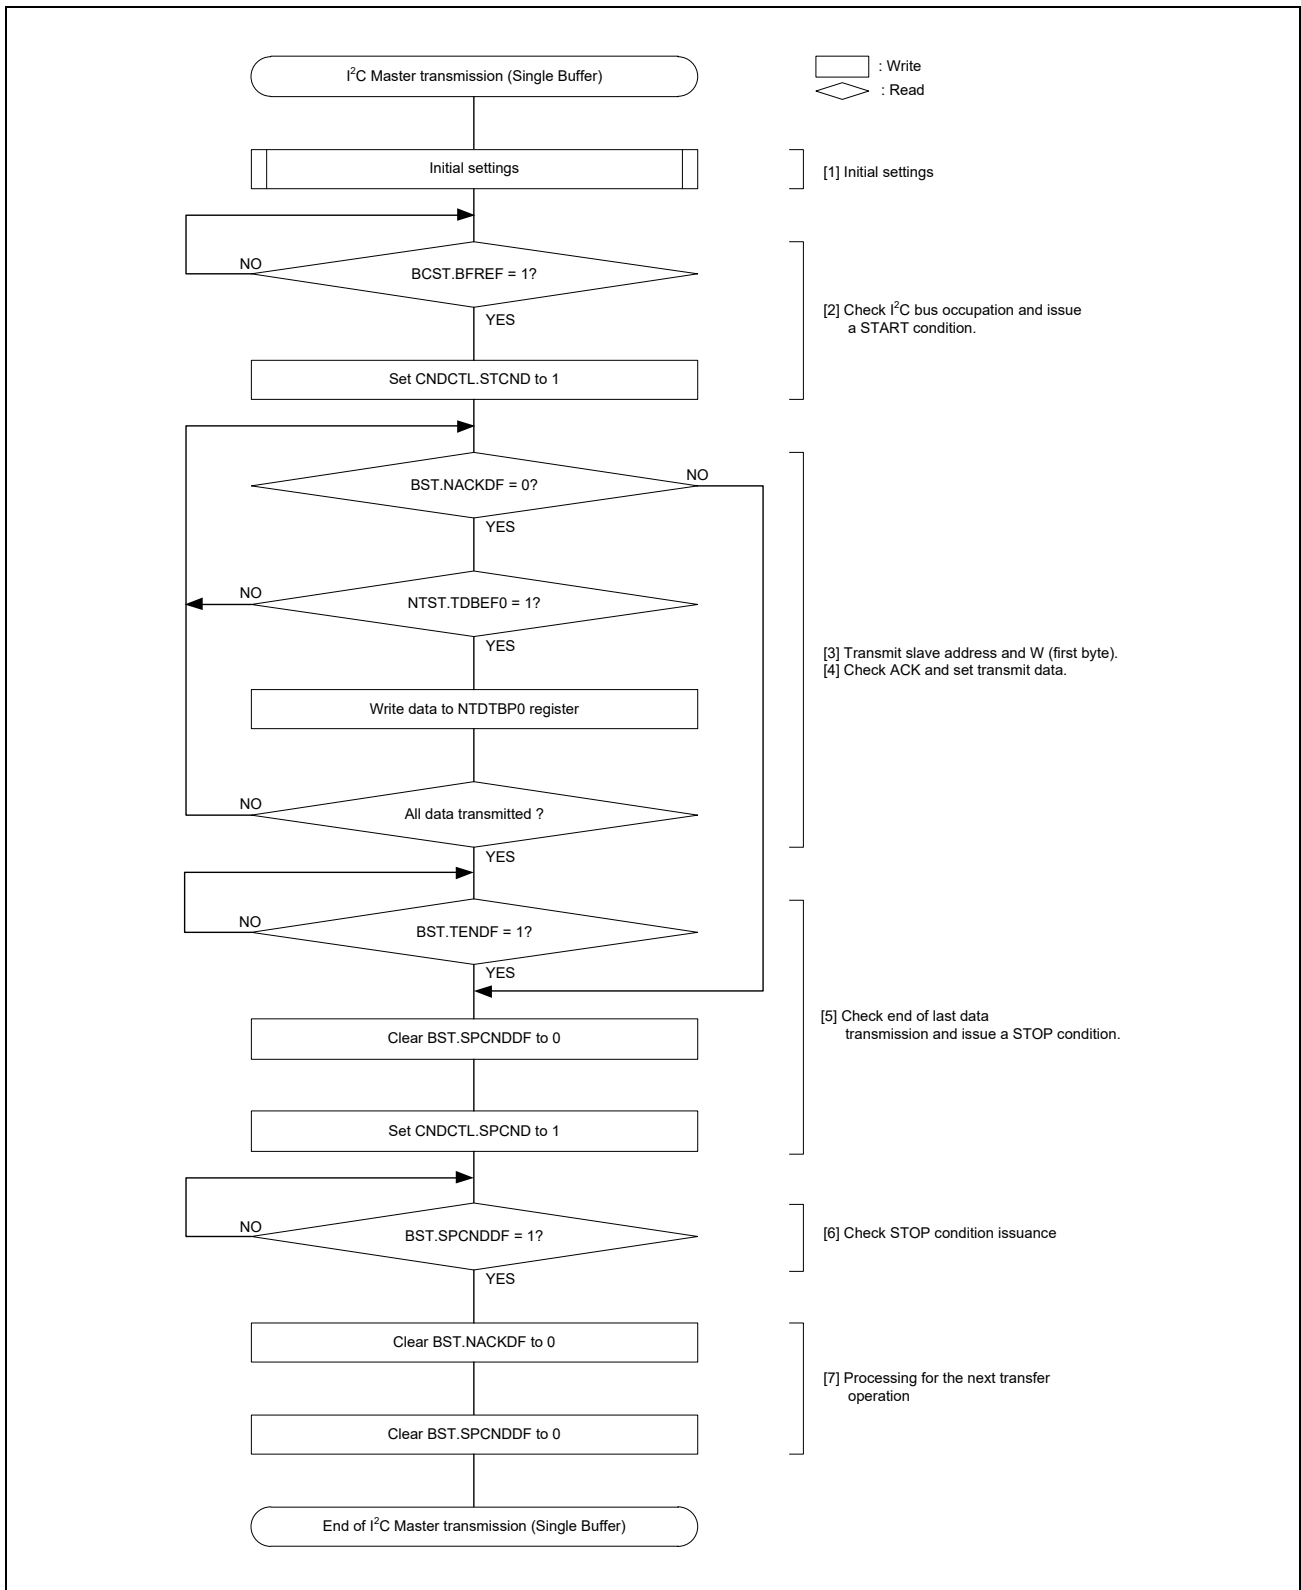 I²C Master transmission (Single Buffer)
: Write
: Read
Initial settings
[1] Initial settings
NO
BCST.BFREF = 1?
YES
[2] Check I²C bus occupation and issue
a START condition.
Set CNDCTL.STCND to 1
NO
BST.NACKDF = 0?
YES
NO
NTST.TDBEF0 = 1?
YES
[3] Transmit slave address and W (first byte).
[4] Check ACK and set transmit data.
Write data to NTDTBP0 register
NO
All data transmitted ?
YES
NO
BST.TENDF = 1?
YES
[5] Check end of last data
transmission and issue a STOP condition.
Clear BST.SPCNDDF to 0
Set CNDCTL.SPCND to 1
NO
BST.SPCNDDF = 1?
YES
[6] Check STOP condition issuance
Clear BST.NACKDF to 0
[7] Processing for the next transfer
operation
Clear BST.SPCNDDF to 0
End of I²C Master transmission (Single Buffer)